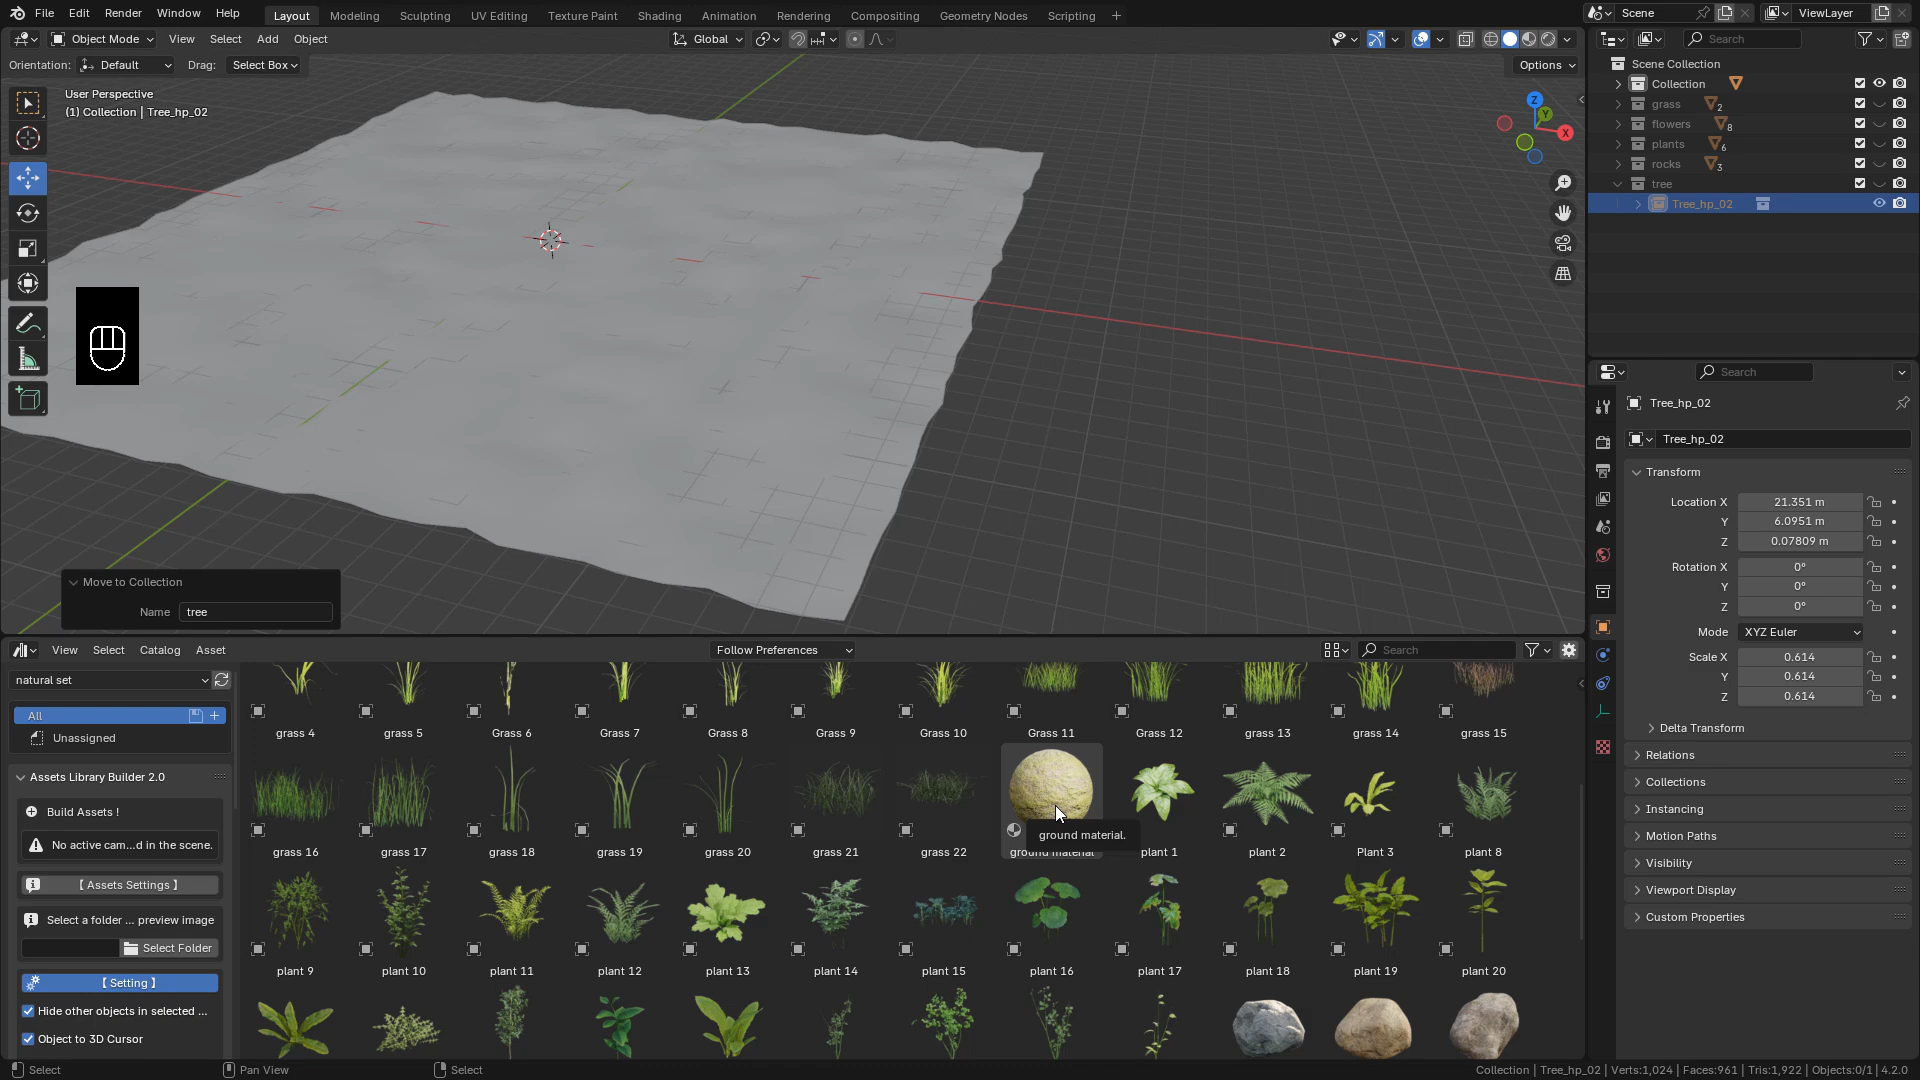 File Edit Render Window Help Layout Modeling Sculpting UV Editing Texture Paint Shading Animation Rendering Compositing Geometry Nodes Scripting + Scene ViewLayer
Object Mode View Select Add Object Global
Orientation: Default Drag: Select Box Options
User Perspective
(1) Collection | Tree_hp_02
Z
Y
X
Move to Collection
Name tree
Search
Scene Collection
Collection
grass 2
flowers 8
plants 6
rocks 3
tree
Tree_hp_02
Search
Tree_hp_02
Tree_hp_02
Transform
Location X 21.351 m
Y 6.0951 m
Z 0.07809 m
Rotation X 0°
Y 0°
Z 0°
Mode XYZ Euler
Scale X 0.614
Y 0.614
Z 0.614
Delta Transform
Relations
Collections
Instancing
Motion Paths
Visibility
Viewport Display
Custom Properties
View Select Catalog Asset Follow Preferences Search
natural set
All
Unassigned
Assets Library Builder 2.0
Build Assets !
No active cam...d in the scene.
【 Assets Settings 】
Select a folder ... preview image
Select Folder
【 Setting 】
Hide other objects in selected ...
Object to 3D Cursor
grass 4 grass 5 Grass 6 Grass 7 Grass 8 Grass 9 Grass 10 Grass 11 Grass 12 grass 13 grass 14 grass 15
ground material.
grass 16 grass 17 grass 18 grass 19 grass 20 grass 21 grass 22 ground material plant 1 plant 2 Plant 3 plant 8
plant 9 plant 10 plant 11 plant 12 plant 13 plant 14 plant 15 plant 16 plant 17 plant 18 plant 19 plant 20
Select Pan View Select Collection | Tree_hp_02 | Verts:1,024 | Faces:961 | Tris:1,922 | Objects:0/1 | 4.2.0